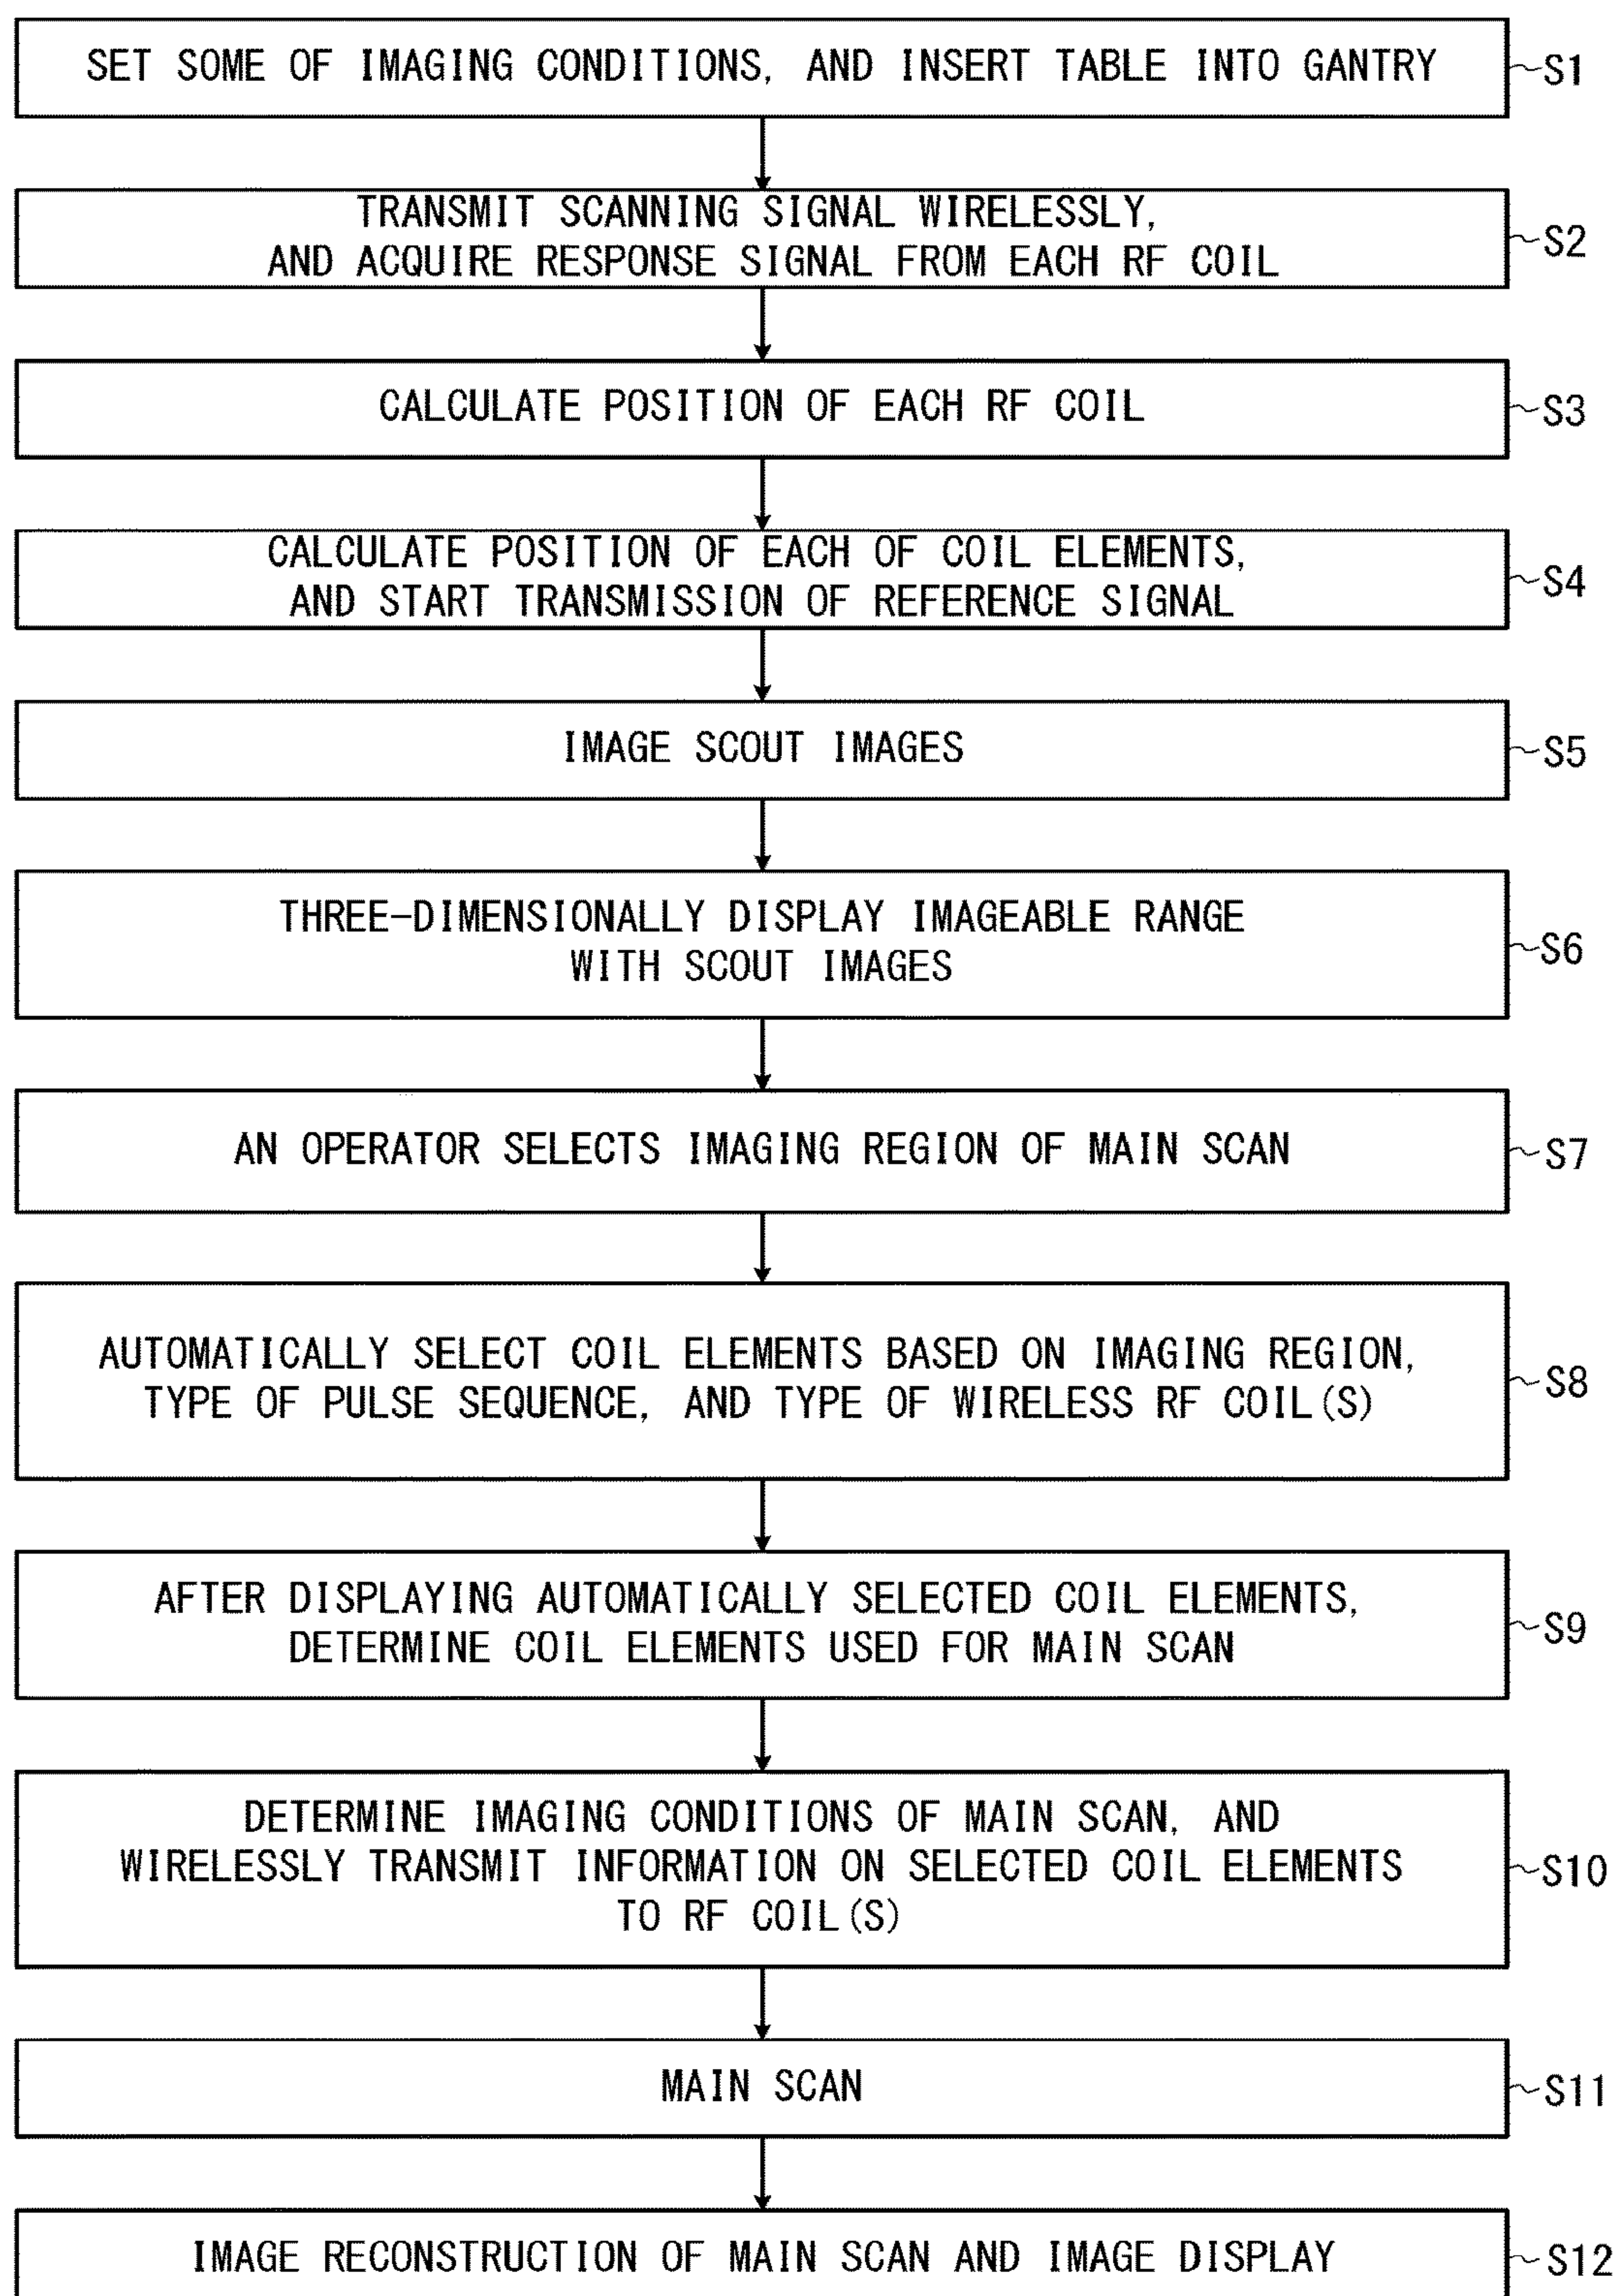 SET SOME OF IMAGING CONDITIONS, AND INSERT TABLE INTO GANTRY
S1
TRANSMIT SCANNING SIGNAL WIRELESSLY,
AND ACQUIRE RESPONSE SIGNAL FROM EACH RF COIL
S2
CALCULATE POSITION OF EACH RF COIL
S3
CALCULATE POSITION OF EACH OF COIL ELEMENTS,
AND START TRANSMISSION OF REFERENCE SIGNAL
S4
IMAGE SCOUT IMAGES
S5
THREE-DIMENSIONALLY DISPLAY IMAGEABLE RANGE
WITH SCOUT IMAGES
S6
AN OPERATOR SELECTS IMAGING REGION OF MAIN SCAN
S7
AUTOMATICALLY SELECT COIL ELEMENTS BASED ON IMAGING REGION,
TYPE OF PULSE SEQUENCE, AND TYPE OF WIRELESS RF COIL(S)
S8
AFTER DISPLAYING AUTOMATICALLY SELECTED COIL ELEMENTS,
DETERMINE COIL ELEMENTS USED FOR MAIN SCAN
S9
DETERMINE IMAGING CONDITIONS OF MAIN SCAN, AND
WIRELESSLY TRANSMIT INFORMATION ON SELECTED COIL ELEMENTS
TO RF COIL(S)
S10
MAIN SCAN
S11
IMAGE RECONSTRUCTION OF MAIN SCAN AND IMAGE DISPLAY
S12